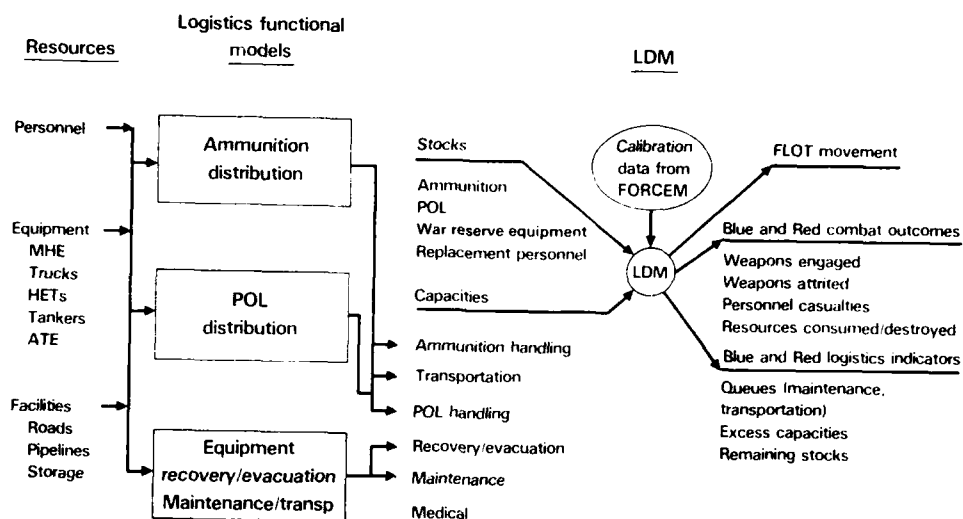 Resources
Logistics functional
models
LDM
Personnel
Equipment
MHE
Trucks
HETs
Tankers
ATE
Facilities
Roads
Pipelines
Storage
Ammunition
distribution
POL
distribution
Equipment
recovery/evacuation
Maintenance/transp
Stocks
Ammunition
POL
War reserve equipment
Replacement personnel
Capacities
Ammunition handling
Transportation
POL handling
Recovery/evacuation
Maintenance
Medical
Calibration
data from
FORCEM
LDM
FLOT movement
Blue and Red combat outcomes
Weapons engaged
Weapons attrited
Personnel casualties
Resources consumed/destroyed
Blue and Red logistics indicators
Queues (maintenance,
transportation)
Excess capacities
Remaining stocks